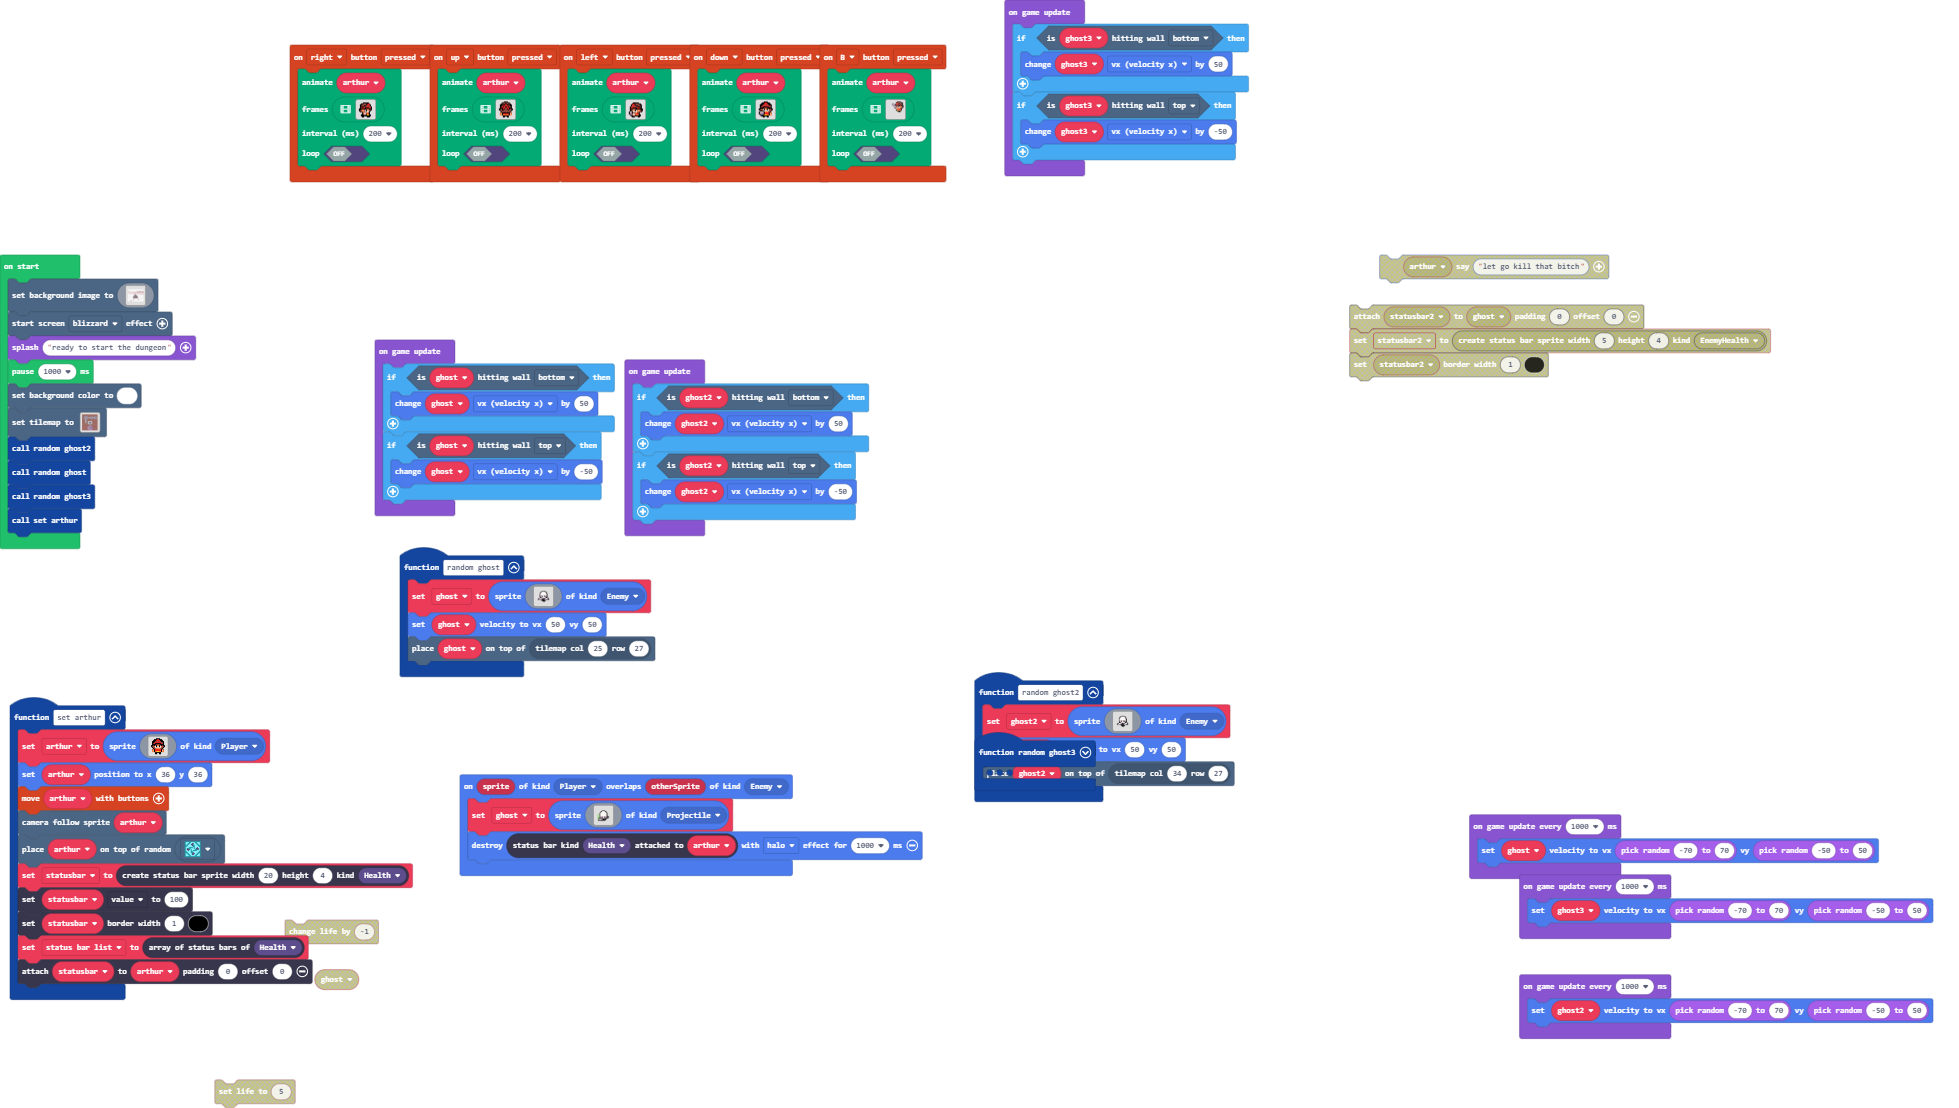 on game update
if is ghost3 hitting wall bottom then
change ghost3 vx (velocity x) by 50
if is ghost3 hitting wall top then
change ghost3 vx (velocity x) by -50
on right button pressed
animate arthur
frames
interval (ms) 200
loop OFF
on up button pressed
animate arthur
frames
interval (ms) 200
loop OFF
on left button pressed
animate arthur
frames
interval (ms) 200
loop OFF
on down button pressed
animate arthur
frames
interval (ms) 200
loop OFF
on B button pressed
animate arthur
frames
interval (ms) 200
loop OFF
on start
set background image to
start screen blizzard effect
splash "ready to start the dungeon"
pause 1000 ms
set background color to
set tilemap to
call random ghost2
call random ghost
call random ghost3
call set arthur
arthur say "let go kill that bitch"
attach statusbar2 to ghost padding 0 offset 0
set statusbar2 to create status bar sprite width 5 height 4 kind EnemyHealth
set statusbar2 border width 1
on game update
if is ghost hitting wall bottom then
change ghost vx (velocity x) by 50
if is ghost hitting wall top then
change ghost vx (velocity x) by -50
on game update
if is ghost2 hitting wall bottom then
change ghost2 vx (velocity x) by 50
if is ghost2 hitting wall top then
change ghost2 vx (velocity x) by -50
function random ghost
set ghost to sprite of kind Enemy
set ghost velocity to vx 50 vy 50
place ghost on top of tilemap col 25 row 27
function random ghost2
set ghost2 to sprite of kind Enemy
to vx 50 vy 50
function random ghost3
ghost2 on top of tilemap col 34 row 27
function set arthur
set arthur to sprite of kind Player
set arthur position to x 36 y 36
move arthur with buttons
camera follow sprite arthur
place arthur on top of random
set statusbar to create status bar sprite width 20 height 4 kind Health
set statusbar value to 100
set statusbar border width 1
set status bar list to array of status bars of Health
attach statusbar to arthur padding 0 offset 0
change life by -1
ghost
set life to 5
on sprite of kind Player overlaps otherSprite of kind Enemy
set ghost to sprite of kind Projectile
destroy status bar kind Health attached to arthur with halo effect for 1000 ms
on game update every 1000 ms
set ghost velocity to vx pick random -70 to 70 vy pick random -50 to 50
on game update every 1000 ms
set ghost3 velocity to vx pick random -70 to 70 vy pick random -50 to 50
on game update every 1000 ms
set ghost2 velocity to vx pick random -70 to 70 vy pick random -50 to 50